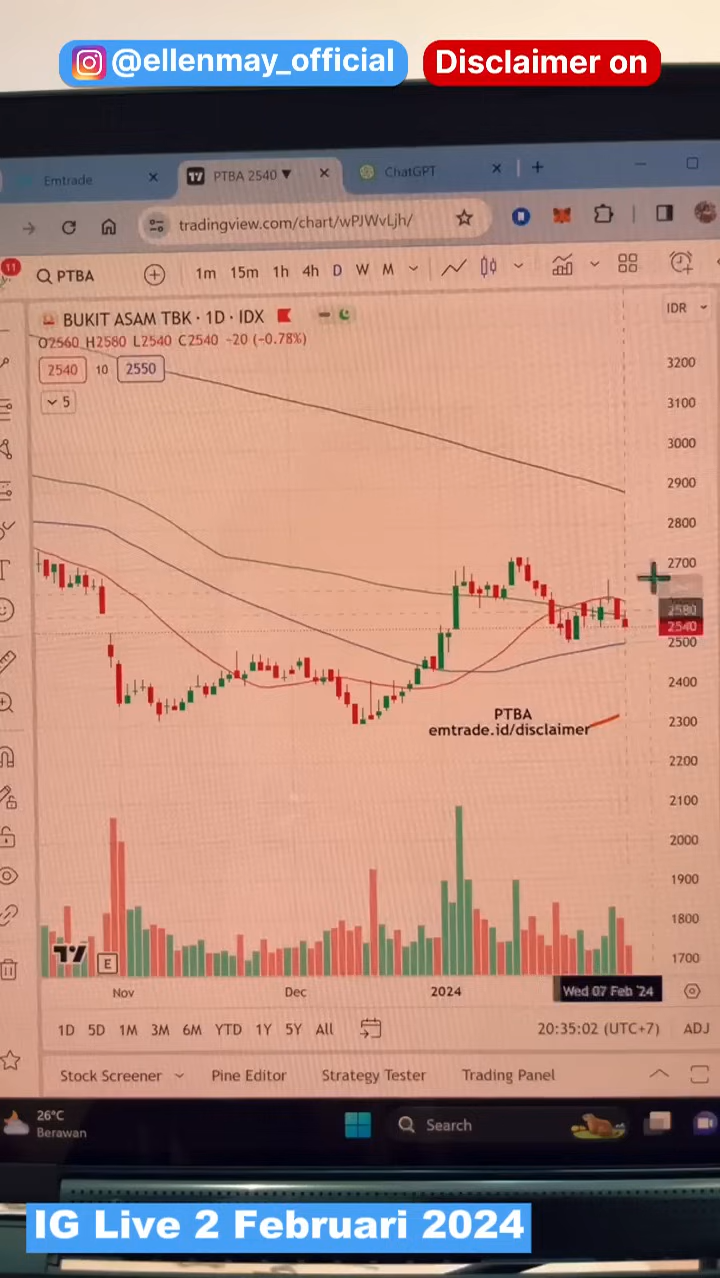 @ellenmay_official Disclaimer on
Emtrade
PTBA 2540 ▼
ChatGPT
tradingview.com/chart/wPJWvLjh/
11
PTBA
1m 15m 1h 4h D W M
BUKIT ASAM TBK · 1D · IDX
IDR
O2560 H2580 L2540 C2540 -20 (-0.78%)
2540 10 2550
5
3200
3100
3000
2900
2800
2700
2580
2540
2500
2400
2300
2200
2100
2000
1900
1800
1700
PTBA
emtrade.id/disclaimer
E
Nov Dec 2024 Wed 07 Feb '24
1D 5D 1M 3M 6M YTD 1Y 5Y All
20:35:02 (UTC+7) ADJ
Stock Screener Pine Editor Strategy Tester Trading Panel
26°C
Berawan
Search
IG Live 2 Februari 2024